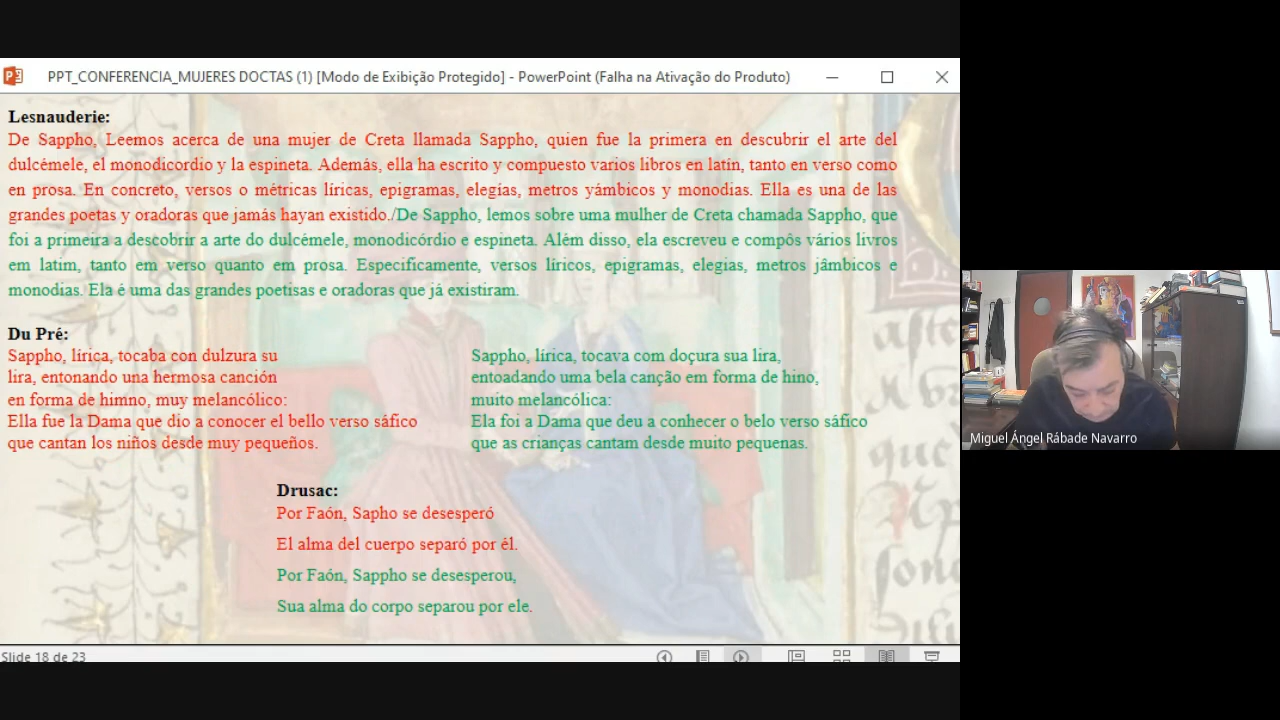 PPT_CONFERENCIA_MUJERES DOCTAS (1) [Modo de Exibição Protegido] - PowerPoint (Falha na Ativação do Produto)
Lesnauderie:
De Sappho, Leemos acerca de una mujer de Creta llamada Sappho, quien fue la primera en descubrir el arte del
dulcémele, el monodicordio y la espineta. Además, ella ha escrito y compuesto varios libros en latín, tanto en verso como
en prosa. En concreto, versos o métricas líricas, epigramas, elegías, metros yámbicos y monodias. Ella es una de las
grandes poetas y oradoras que jamás hayan existido./De Sappho, lemos sobre uma mulher de Creta chamada Sappho, que
foi a primeira a descobrir a arte do dulcémele, monodicórdio e espineta. Além disso, ela escreveu e compôs vários livros
em latim, tanto em verso quanto em prosa. Especificamente, versos líricos, epigramas, elegias, metros jâmbicos e
monodias. Ela é uma das grandes poetisas e oradoras que já existiram.
Du Pré:
Sappho, lírica, tocaba con dulzura su
lira, entonando una hermosa canción
en forma de himno, muy melancólico:
Ella fue la Dama que dio a conocer el bello verso sáfico
que cantan los niños desde muy pequeños.
Sappho, lírica, tocava com doçura sua lira,
entoadando uma bela canção em forma de hino,
muito melancólica:
Ela foi a Dama que deu a conhecer o belo verso sáfico
que as crianças cantam desde muito pequenas.
Drusac:
Por Faón, Sapho se desesperó
El alma del cuerpo separó por él.
Por Faón, Sappho se desesperou,
Sua alma do corpo separou por ele.
Slide 18 de 23
Miguel Ángel Rábade Navarro